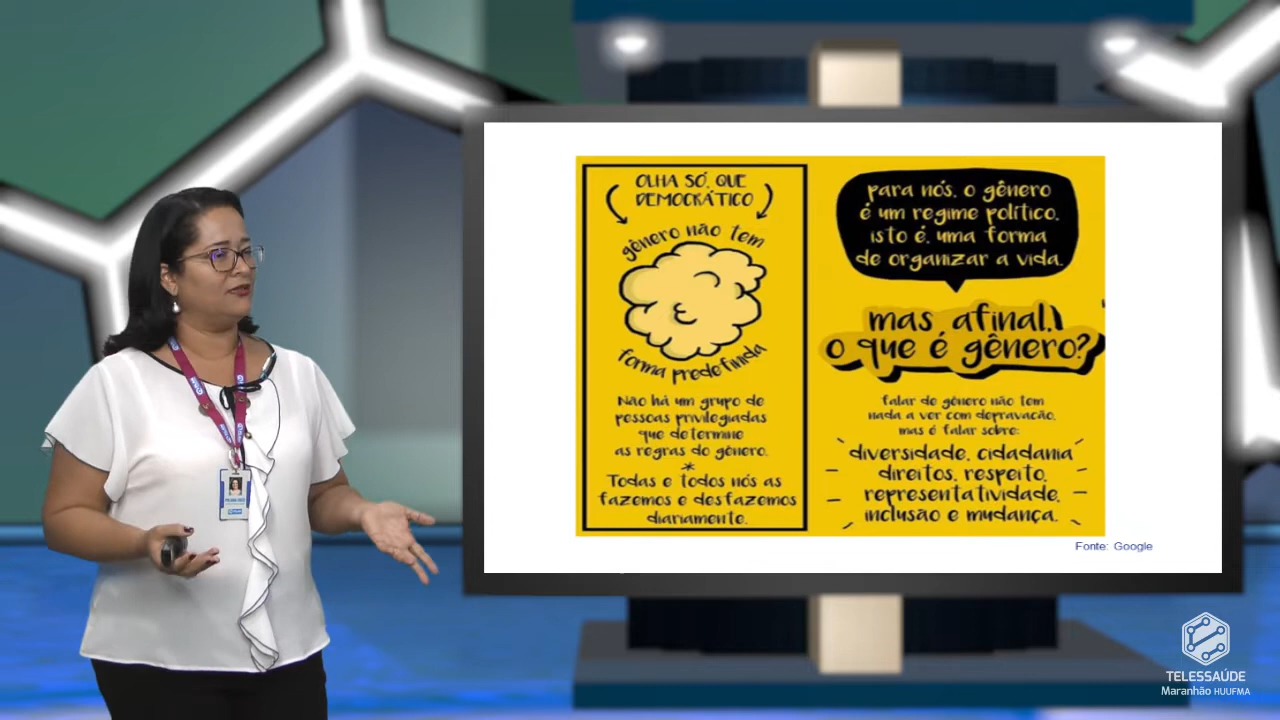 OLHA SÓ, QUE
DEMOCRÁTICO
gênero não tem
forma predefinida
Não há um grupo de
pessoas privilegiadas
que determine
as regras do gênero.
*
Todas e todos nós as
fazemos e desfazemos
diariamente.
para nós, o gênero
é um regime político,
isto é, uma forma
de organizar a vida.
mas, afinal,
o que é gênero?
falar de gênero não tem
nada a ver com depravação,
mas é falar sobre:
diversidade, cidadania
direitos, respeito,
representatividade,
inclusão e mudança.
Fonte: Google
TELESSAÚDE
Maranhão HUUFMA